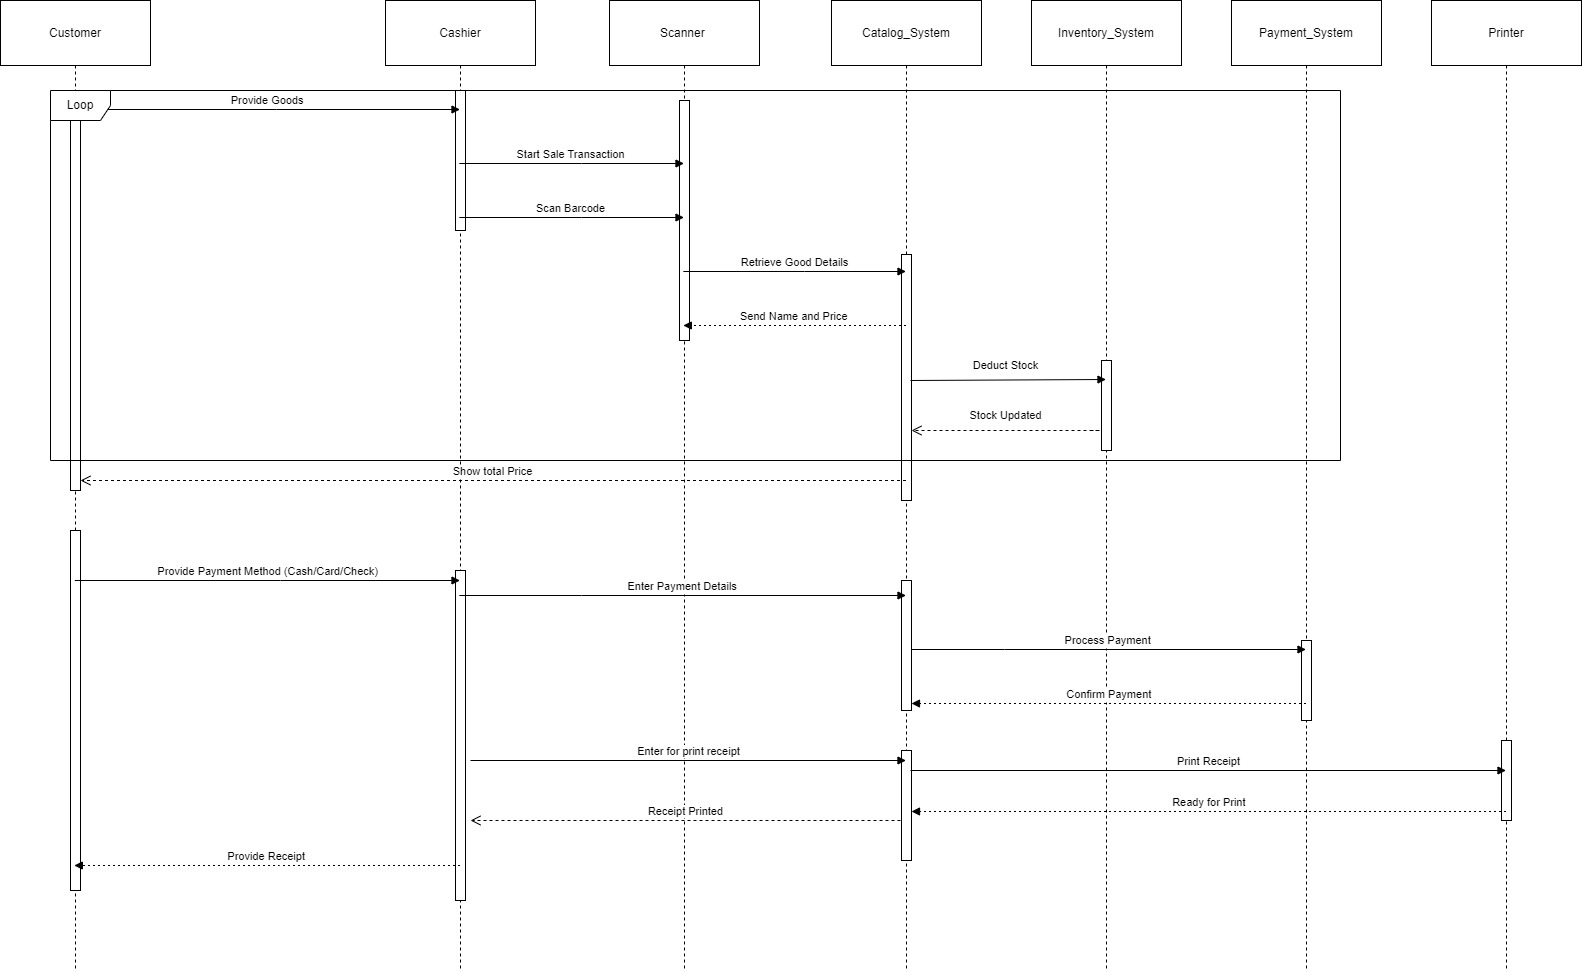 Customer
Cashier
Scanner
Catalog_System
Inventory_System
Payment_System
Printer
Loop
Provide Goods
Start Sale Transaction
Scan Barcode
Retrieve Good Details
Send Name and Price
Deduct Stock
Stock Updated
Show total Price
Provide Payment Method (Cash/Card/Check)
Enter Payment Details
Process Payment
Confirm Payment
Enter for print receipt
Print Receipt
Ready for Print
Receipt Printed
Provide Receipt